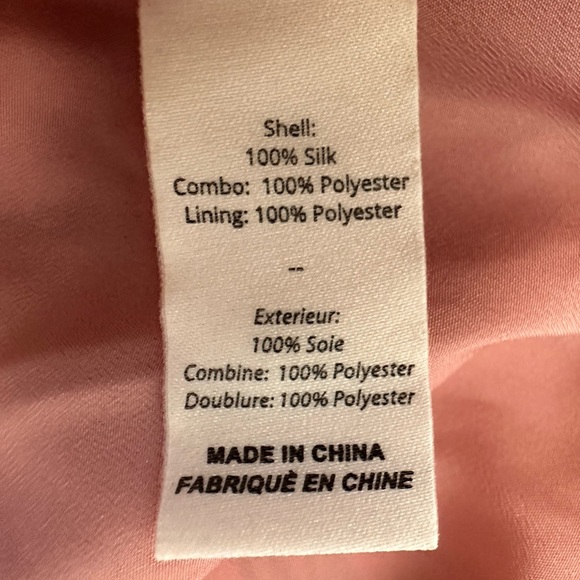 Shell:
100% Silk
Combo: 100% Polyester
Lining: 100% Polyester
--
Exterieur:
100% Soie
Combine: 100% Polyester
Doublure: 100% Polyester
MADE IN CHINA
FABRIQUÈ EN CHINE